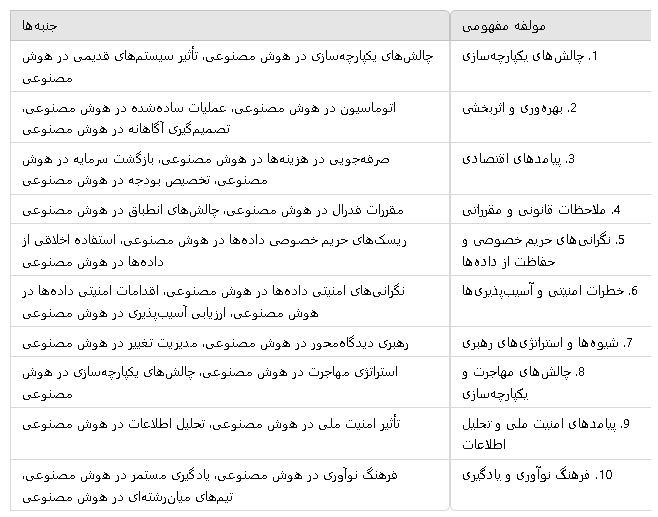 مولفه مفهومی
جنبه‌ها
1. چالش‌های یکپارچه‌سازی
چالش‌های یکپارچه‌سازی در هوش مصنوعی، تأثیر سیستم‌های قدیمی در هوش
مصنوعی
2. بهره‌وری و اثربخشی
اتوماسیون در هوش مصنوعی، عملیات ساده‌شده در هوش مصنوعی،
تصمیم‌گیری آگاهانه در هوش مصنوعی
3. پیامدهای اقتصادی
صرفه‌جویی در هزینه‌ها در هوش مصنوعی، بازگشت سرمایه در هوش
مصنوعی، تخصیص بودجه در هوش مصنوعی
4. ملاحظات قانونی و مقرراتی
مقررات فدرال در هوش مصنوعی، چالش‌های انطباق در هوش مصنوعی
5. نگرانی‌های حریم خصوصی و
حفاظت از داده‌ها
ریسک‌های حریم خصوصی داده‌ها در هوش مصنوعی، استفاده اخلاقی از
داده‌ها در هوش مصنوعی
6. خطرات امنیتی و آسیب‌پذیری‌ها
نگرانی‌های امنیتی داده‌ها در هوش مصنوعی، اقدامات امنیتی داده‌ها در
هوش مصنوعی، ارزیابی آسیب‌پذیری در هوش مصنوعی
7. شیوه‌ها و استراتژی‌های رهبری
رهبری دیدگاه‌محور در هوش مصنوعی، مدیریت تغییر در هوش مصنوعی
8. چالش‌های مهاجرت و
یکپارچه‌سازی
استراتژی مهاجرت در هوش مصنوعی، چالش‌های یکپارچه‌سازی در هوش
مصنوعی
9. پیامدهای امنیت ملی و تحلیل
اطلاعات
تأثیر امنیت ملی در هوش مصنوعی، تحلیل اطلاعات در هوش مصنوعی
10. فرهنگ نوآوری و یادگیری
فرهنگ نوآوری در هوش مصنوعی، یادگیری مستمر در هوش مصنوعی،
تیم‌های میان‌رشته‌ای در هوش مصنوعی